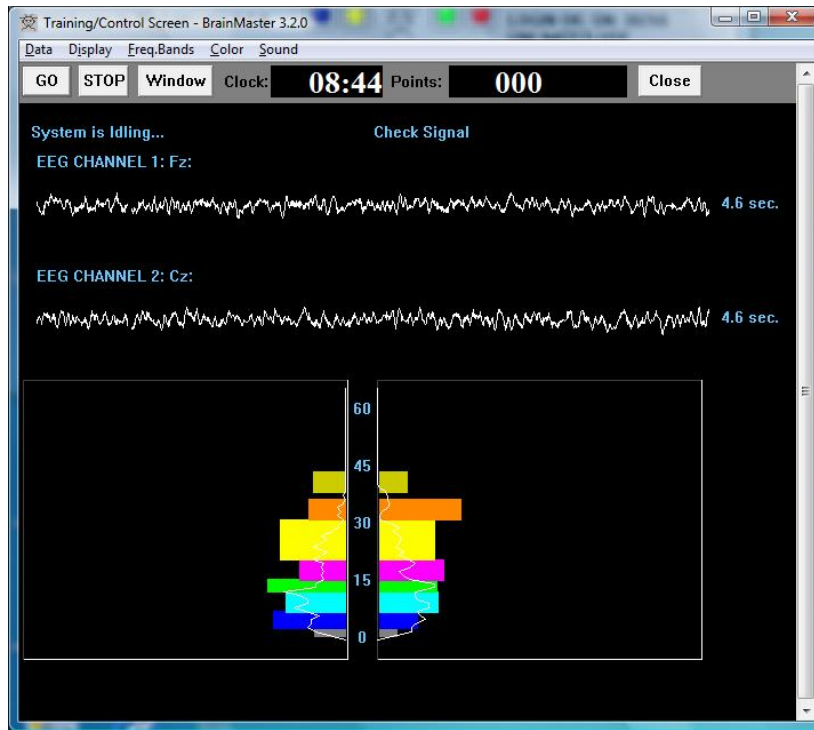 Training/Control Screen - BrainMaster 3.2.0
Data Display Freq.Bands Color Sound
GO STOP Window Clock: 08:44 Points: 000 Close
System is Idling... Check Signal
EEG CHANNEL 1: Fz:
4.6 sec.
EEG CHANNEL 2: Cz:
4.6 sec.
60
45
30
15
0